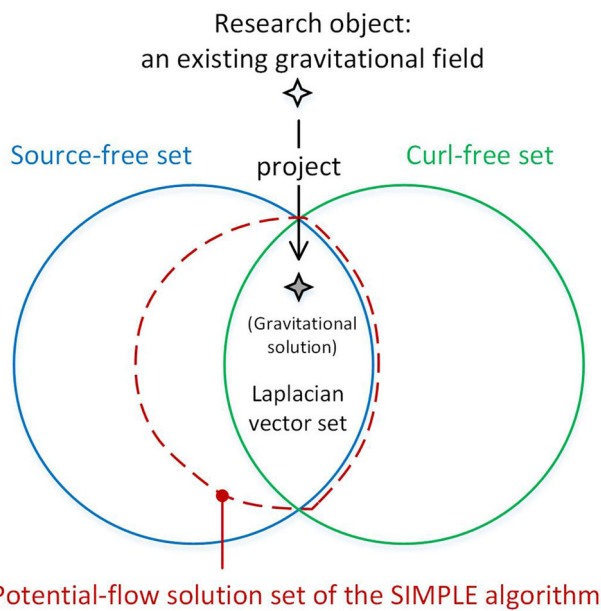 Research object:
an existing gravitational field
Source-free set
project
Curl-free set
(Gravitational
solution)
Laplacian
vector set
Potential-flow solution set of the SIMPLE algorithm